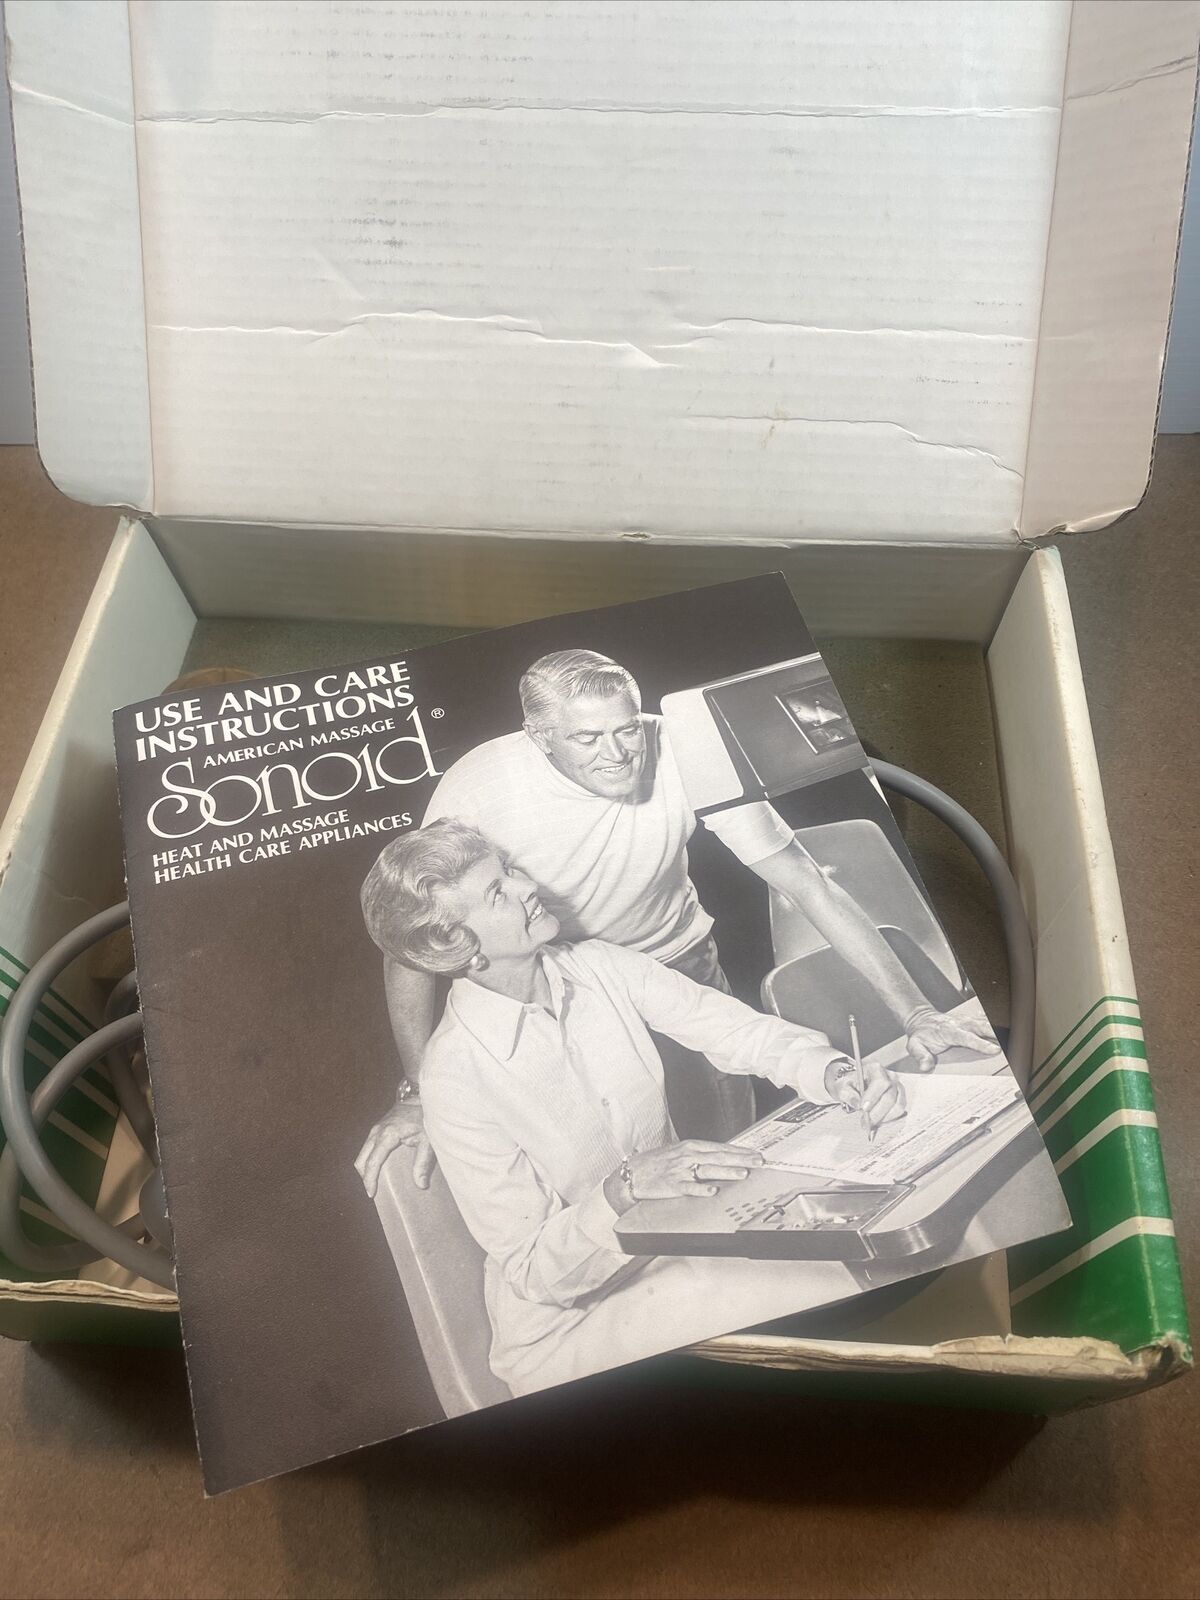 USE AND CARE
INSTRUCTIONS
AMERICAN MASSAGE
Sonoid®
HEAT AND MASSAGE
HEALTH CARE APPLIANCES